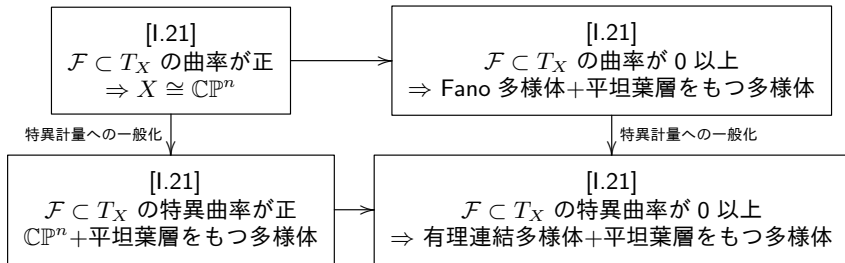 [I.21]
F ⊂ T_X の曲率が正
⇒ X ≅ CP^n
[I.21]
F ⊂ T_X の曲率が 0 以上
⇒ Fano 多様体+平坦葉層をもつ多様体
特異計量への一般化
特異計量への一般化
[I.21]
F ⊂ T_X の特異曲率が正
CP^n+平坦葉層をもつ多様体
[I.21]
F ⊂ T_X の特異曲率が 0 以上
⇒ 有理連結多様体+平坦葉層をもつ多様体